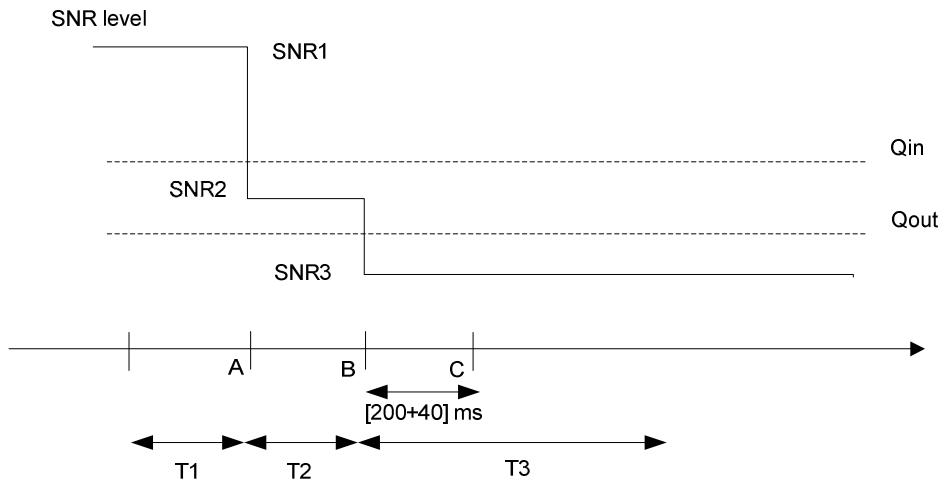 SNR level
SNR1
Qin
SNR2
Qout
SNR3
A
B
C
[200+40] ms
T1
T2
T3